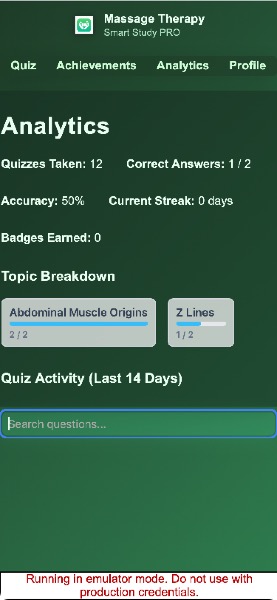 Massage Therapy
Smart Study PRO
Quiz Achievements Analytics Profile
Analytics
Quizzes Taken: 12 Correct Answers: 1 / 2
Accuracy: 50% Current Streak: 0 days
Badges Earned: 0
Topic Breakdown
Abdominal Muscle Origins Z Lines
2 / 2 1 / 2
Quiz Activity (Last 14 Days)
Search questions...
Running in emulator mode. Do not use with
production credentials.